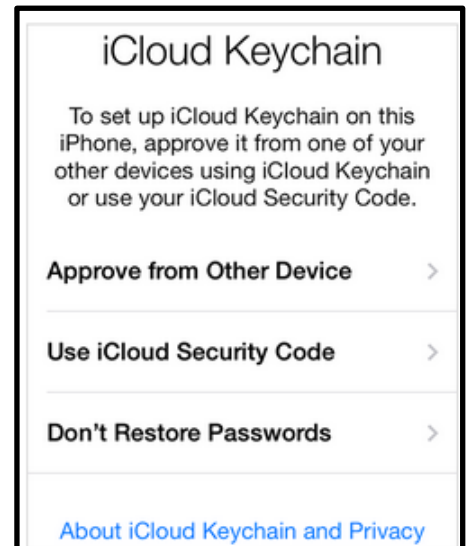 iCloud Keychain
To set up iCloud Keychain on this
iPhone, approve it from one of your
other devices using iCloud Keychain
or use your iCloud Security Code.
Approve from Other Device
Use iCloud Security Code
Don't Restore Passwords
About iCloud Keychain and Privacy